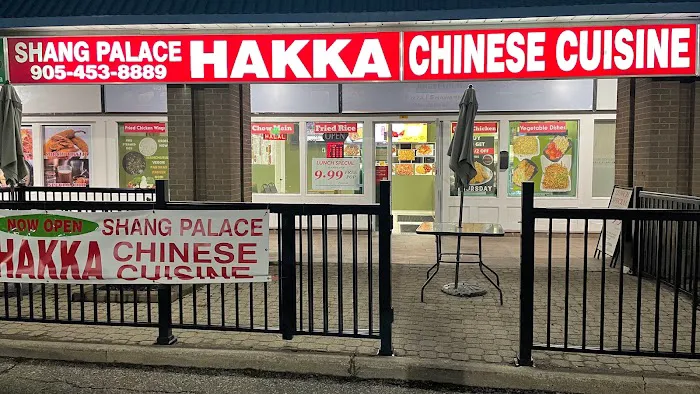 SHANG PALACE
905-453-8889
HAKKA
CHINESE CUISINE
Fried Chicken Wings
Chow Mein
HALAL
Fried Rice
OPEN
LUNCH SPECIAL
9.99
Chicken
Vegetable Dishes
NOW OPEN
HAKKA
SHANG PALACE
CHINESE
CUISINE